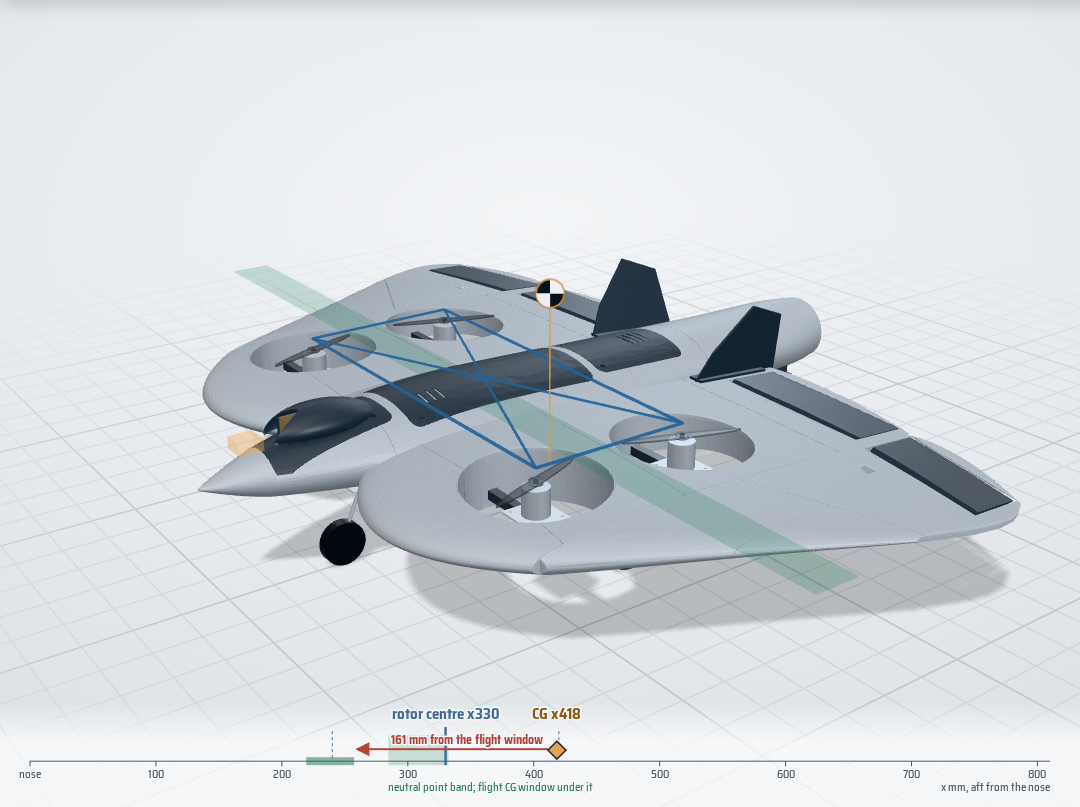 rotor centre x330 CG x418
161 mm from the flight window
nose 100 200 300 400 500 600 700 800
neutral point band; flight CG window under it x mm, aft from the nose